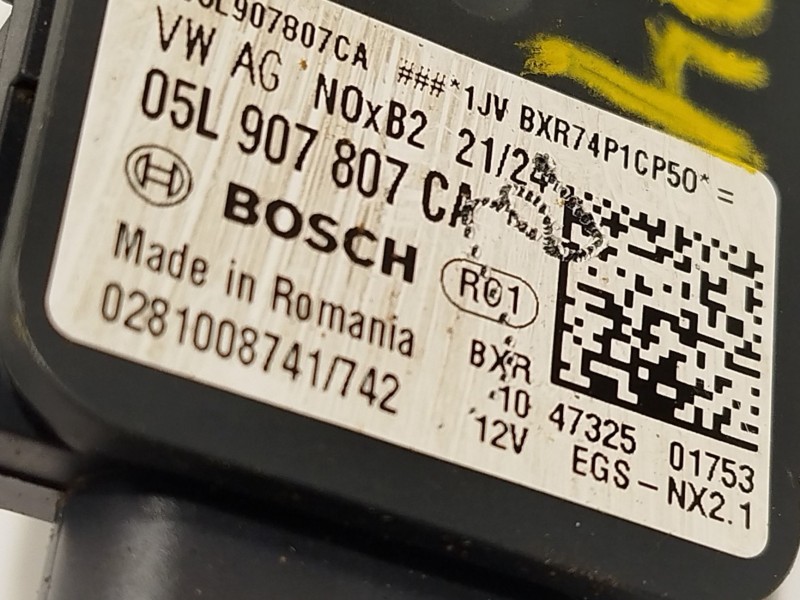 05L907807CA ###*1JV BXR74P1CP50*=
VW AG NOxB2 21/24
05L 907 807 CA
BOSCH
R01
Made in Romania
0281008741/742
BXR
10 47325 01753
12V EGS-NX2.1